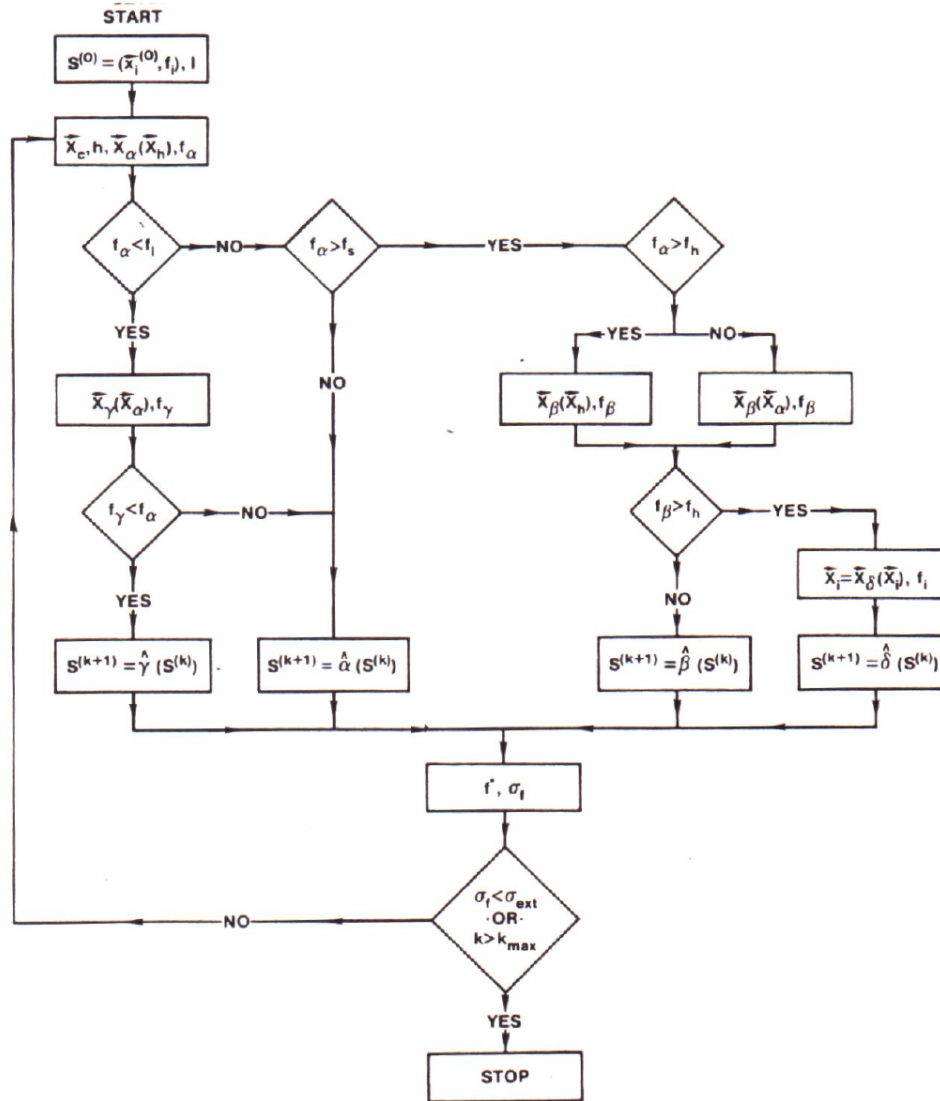 START
S⁽⁰⁾ = (x⃗ᵢ⁽⁰⁾, fᵢ), l
X⃗c, h, X⃗α(X⃗h), fα
fα<fl
NO
fα>fs
YES
fα>fh
YES
NO
YES
NO
X⃗γ(X⃗α), fγ
X⃗β(X⃗h), fβ
X⃗β(X⃗α), fβ
fγ<fα
NO
fβ>fh
YES
X⃗i=X⃗δ(X⃗i), fi
YES
NO
S⁽ᵏ⁺¹⁾ = γ̂ (S⁽ᵏ⁾)
S⁽ᵏ⁺¹⁾ = α̂ (S⁽ᵏ⁾)
S⁽ᵏ⁺¹⁾ = β̂ (S⁽ᵏ⁾)
S⁽ᵏ⁺¹⁾ = δ̂ (S⁽ᵏ⁾)
f*, σf
σf<σext
·OR·
k>kmax
NO
YES
STOP